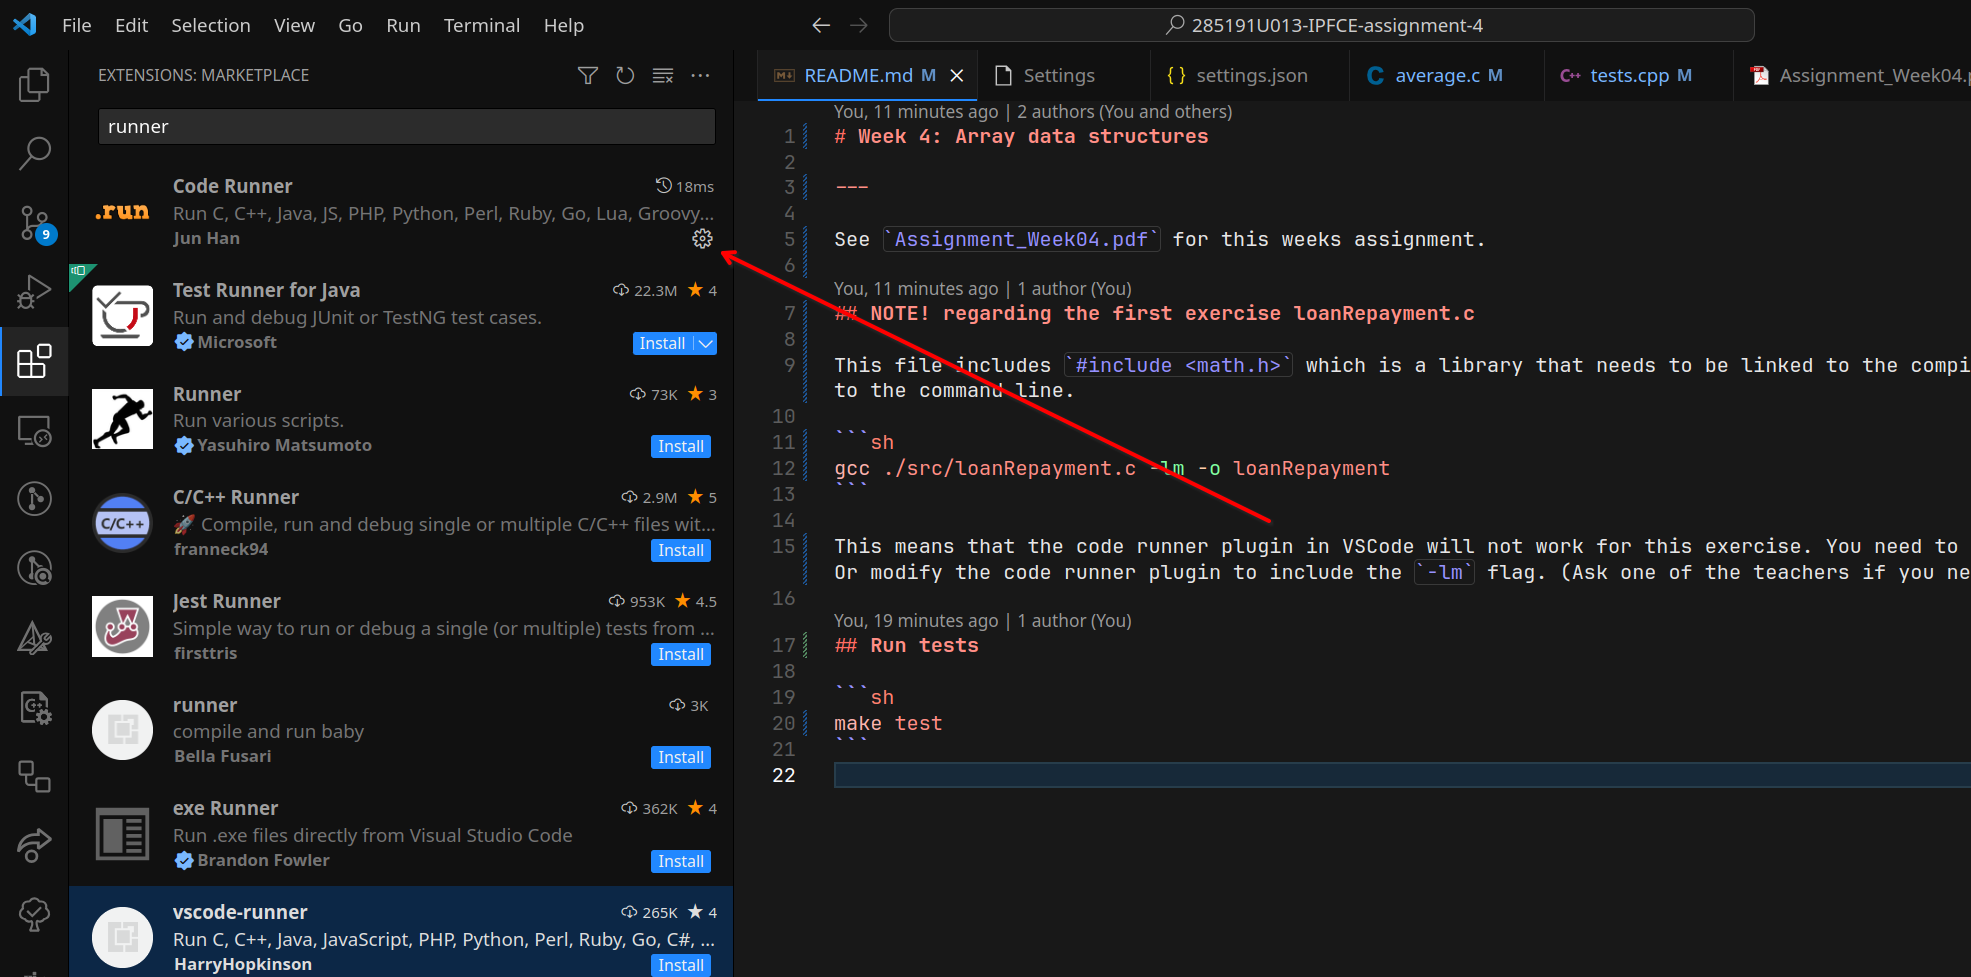 File Edit Selection View Go Run Terminal Help
285191U013-IPFCE-assignment-4
EXTENSIONS: MARKETPLACE
runner
Code Runner 18ms
Run C, C++, Java, JS, PHP, Python, Perl, Ruby, Go, Lua, Groovy...
Jun Han
.run
Test Runner for Java 22.3M 4
Run and debug JUnit or TestNG test cases.
Microsoft Install
Runner 73K 3
Run various scripts.
Yasuhiro Matsumoto Install
C/C++ Runner 2.9M 5
🚀 Compile, run and debug single or multiple C/C++ files wit...
franneck94 Install
C/C++
Jest Runner 953K 4.5
Simple way to run or debug a single (or multiple) tests from ...
firsttris Install
runner 3K
compile and run baby
Bella Fusari Install
exe Runner 362K 4
Run .exe files directly from Visual Studio Code
Brandon Fowler Install
vscode-runner 265K 4
Run C, C++, Java, JavaScript, PHP, Python, Perl, Ruby, Go, C#, ...
HarryHopkinson Install
9
README.md M Settings {} settings.json C average.c M C++ tests.cpp M Assignment_Week04.
You, 11 minutes ago | 2 authors (You and others)
1 # Week 4: Array data structures
2
3 ---
4
5 See `Assignment_Week04.pdf` for this weeks assignment.
6
You, 11 minutes ago | 1 author (You)
7 ## NOTE! regarding the first exercise loanRepayment.c
8
9 This file includes `#include <math.h>` which is a library that needs to be linked to the compi
to the command line.
10
11 ```sh
12 gcc ./src/loanRepayment.c -lm -o loanRepayment
13 ```
14
15 This means that the code runner plugin in VSCode will not work for this exercise. You need to
Or modify the code runner plugin to include the `-lm` flag. (Ask one of the teachers if you ne
16
You, 19 minutes ago | 1 author (You)
17 ## Run tests
18
19 ```sh
20 make test
21 ```
22